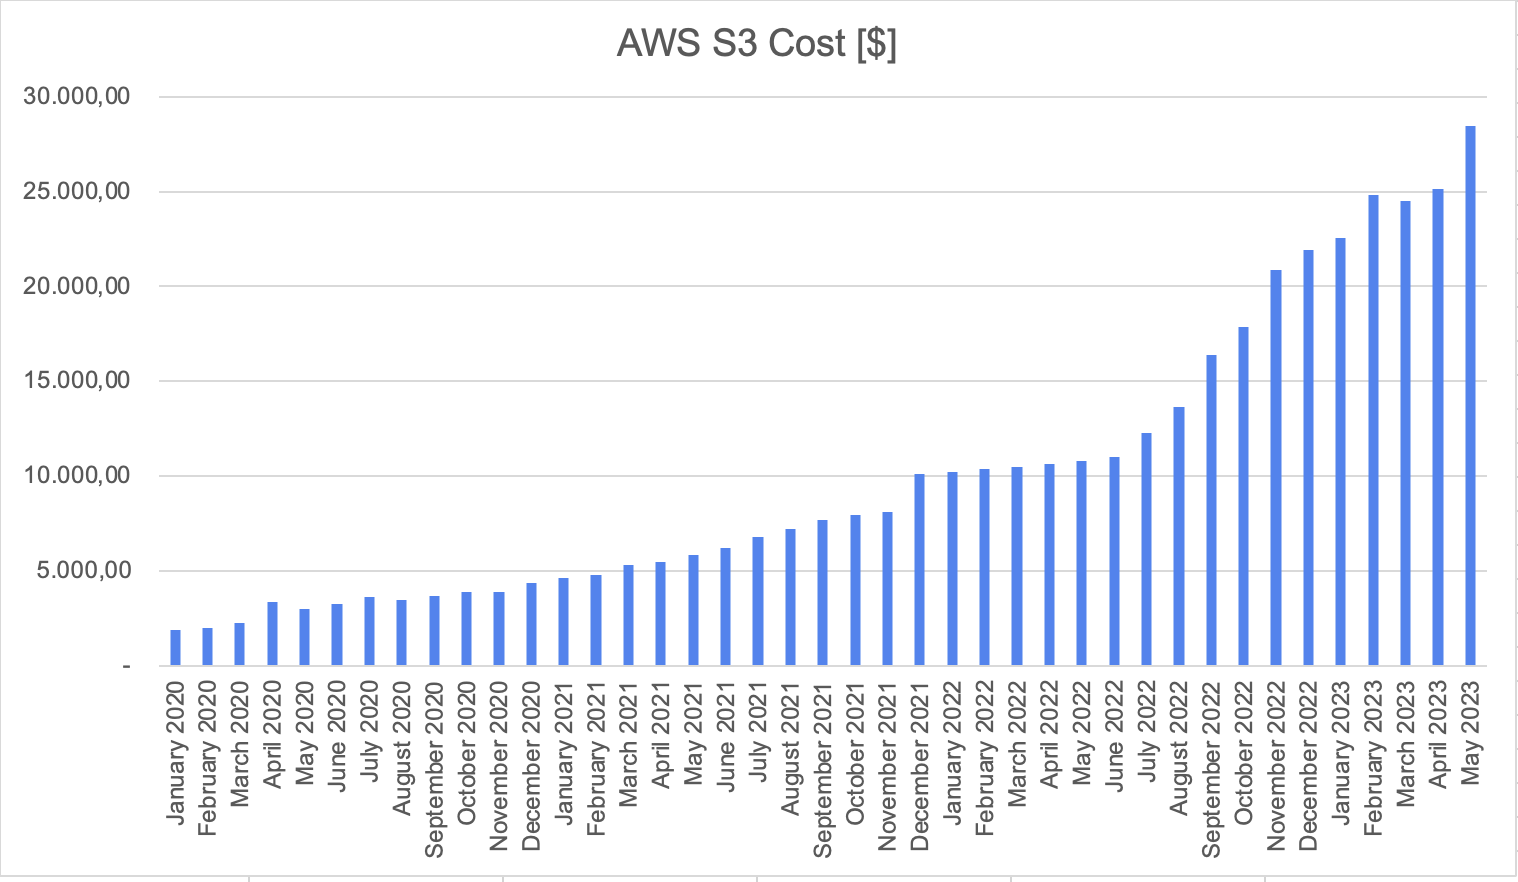 AWS S3 Cost [$]
30.000,00
25.000,00
20.000,00
15.000,00
10.000,00
5.000,00
-
January 2020
February 2020
March 2020
April 2020
May 2020
June 2020
July 2020
August 2020
September 2020
October 2020
November 2020
December 2020
January 2021
February 2021
March 2021
April 2021
May 2021
June 2021
July 2021
August 2021
September 2021
October 2021
November 2021
December 2021
January 2022
February 2022
March 2022
April 2022
May 2022
June 2022
July 2022
August 2022
September 2022
October 2022
November 2022
December 2022
January 2023
February 2023
March 2023
April 2023
May 2023